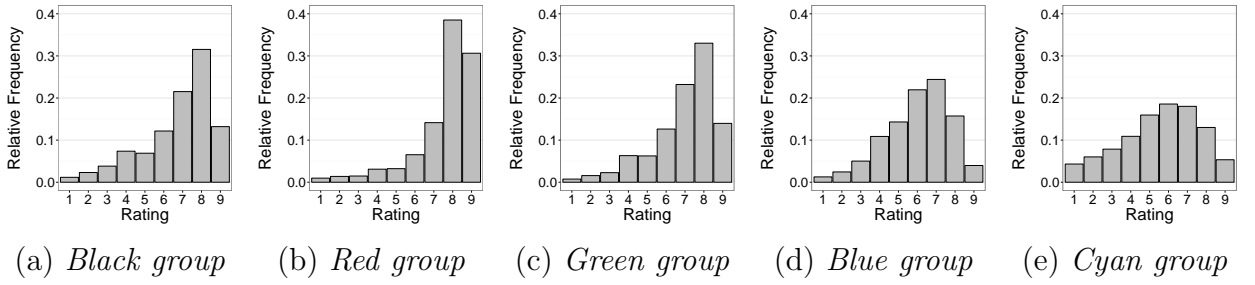 Relative Frequency
0.4
0.3
0.2
0.1
0.0
1 2 3 4 5 6 7 8 9
Rating
(a) Black group
Relative Frequency
0.4
0.3
0.2
0.1
0.0
1 2 3 4 5 6 7 8 9
Rating
(b) Red group
Relative Frequency
0.4
0.3
0.2
0.1
0.0
1 2 3 4 5 6 7 8 9
Rating
(c) Green group
Relative Frequency
0.4
0.3
0.2
0.1
0.0
1 2 3 4 5 6 7 8 9
Rating
(d) Blue group
Relative Frequency
0.4
0.3
0.2
0.1
0.0
1 2 3 4 5 6 7 8 9
Rating
(e) Cyan group